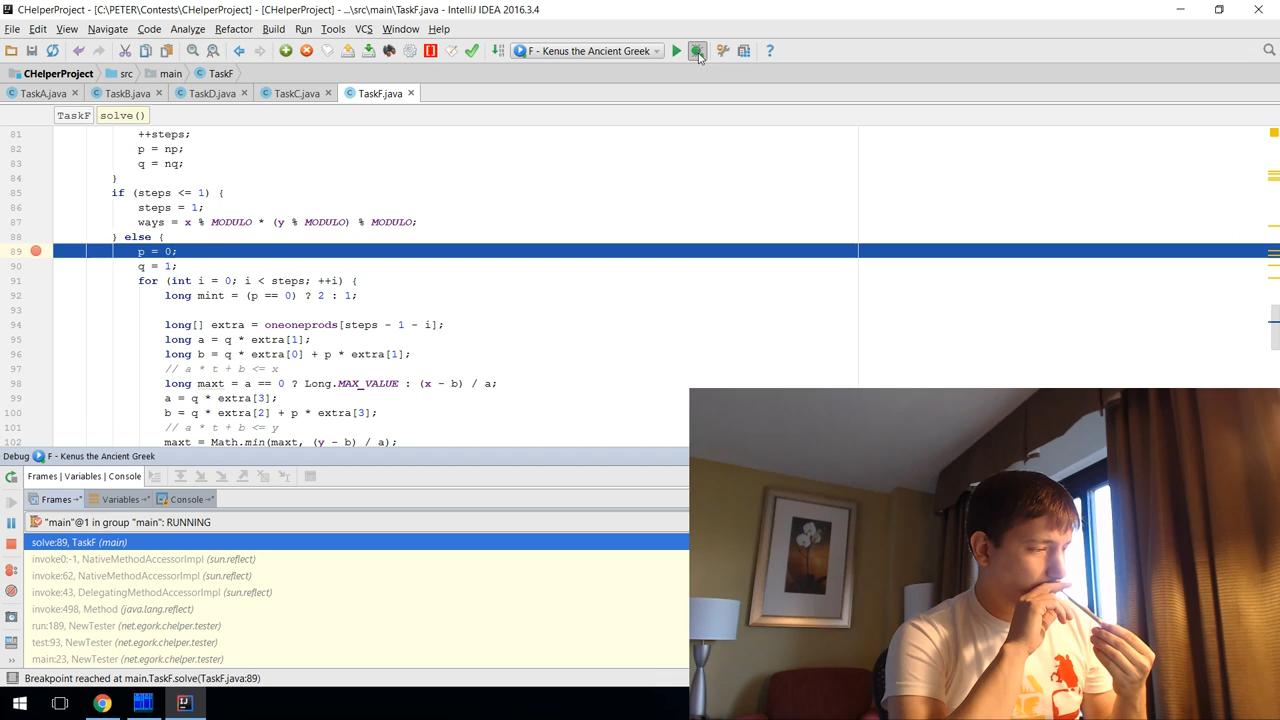 CHelperProject - [C:\PETER\Contests\CHelperProject] - [CHelperProject] - ...\src\main\TaskF.java - IntelliJ IDEA 2016.3.4
File Edit View Navigate Code Analyze Refactor Build Run Tools VCS Window Help
F - Kenus the Ancient Greek
CHelperProject src main TaskF
TaskA.java TaskB.java TaskD.java TaskC.java TaskF.java
TaskF solve()
81 ++steps;
82 p = np;
83 q = nq;
84 }
85 if (steps <= 1) {
86 steps = 1;
87 ways = x % MODULO * (y % MODULO) % MODULO;
88 } else {
89 p = 0;
90 q = 1;
91 for (int i = 0; i < steps; ++i) {
92 long mint = (p == 0) ? 2 : 1;
93
94 long[] extra = oneoneprods[steps - 1 - i];
95 long a = q * extra[1];
96 long b = q * extra[0] + p * extra[1];
97 // a * t + b <= x
98 long maxt = a == 0 ? Long.MAX_VALUE : (x - b) / a;
99 a = q * extra[3];
100 b = q * extra[2] + p * extra[3];
101 // a * t + b <= y
102 maxt = Math.min(maxt, (y - b) / a);
Debug F - Kenus the Ancient Greek
Frames | Variables | Console
Frames Variables Console
"main"@1 in group "main": RUNNING
solve:89, TaskF (main)
invoke0:-1, NativeMethodAccessorImpl (sun.reflect)
invoke:62, NativeMethodAccessorImpl (sun.reflect)
invoke:43, DelegatingMethodAccessorImpl (sun.reflect)
invoke:498, Method (java.lang.reflect)
run:189, NewTester (net.egork.chelper.tester)
test:93, NewTester (net.egork.chelper.tester)
main:23, NewTester (net.egork.chelper.tester)
Breakpoint reached at main.TaskF.solve(TaskF.java:89)